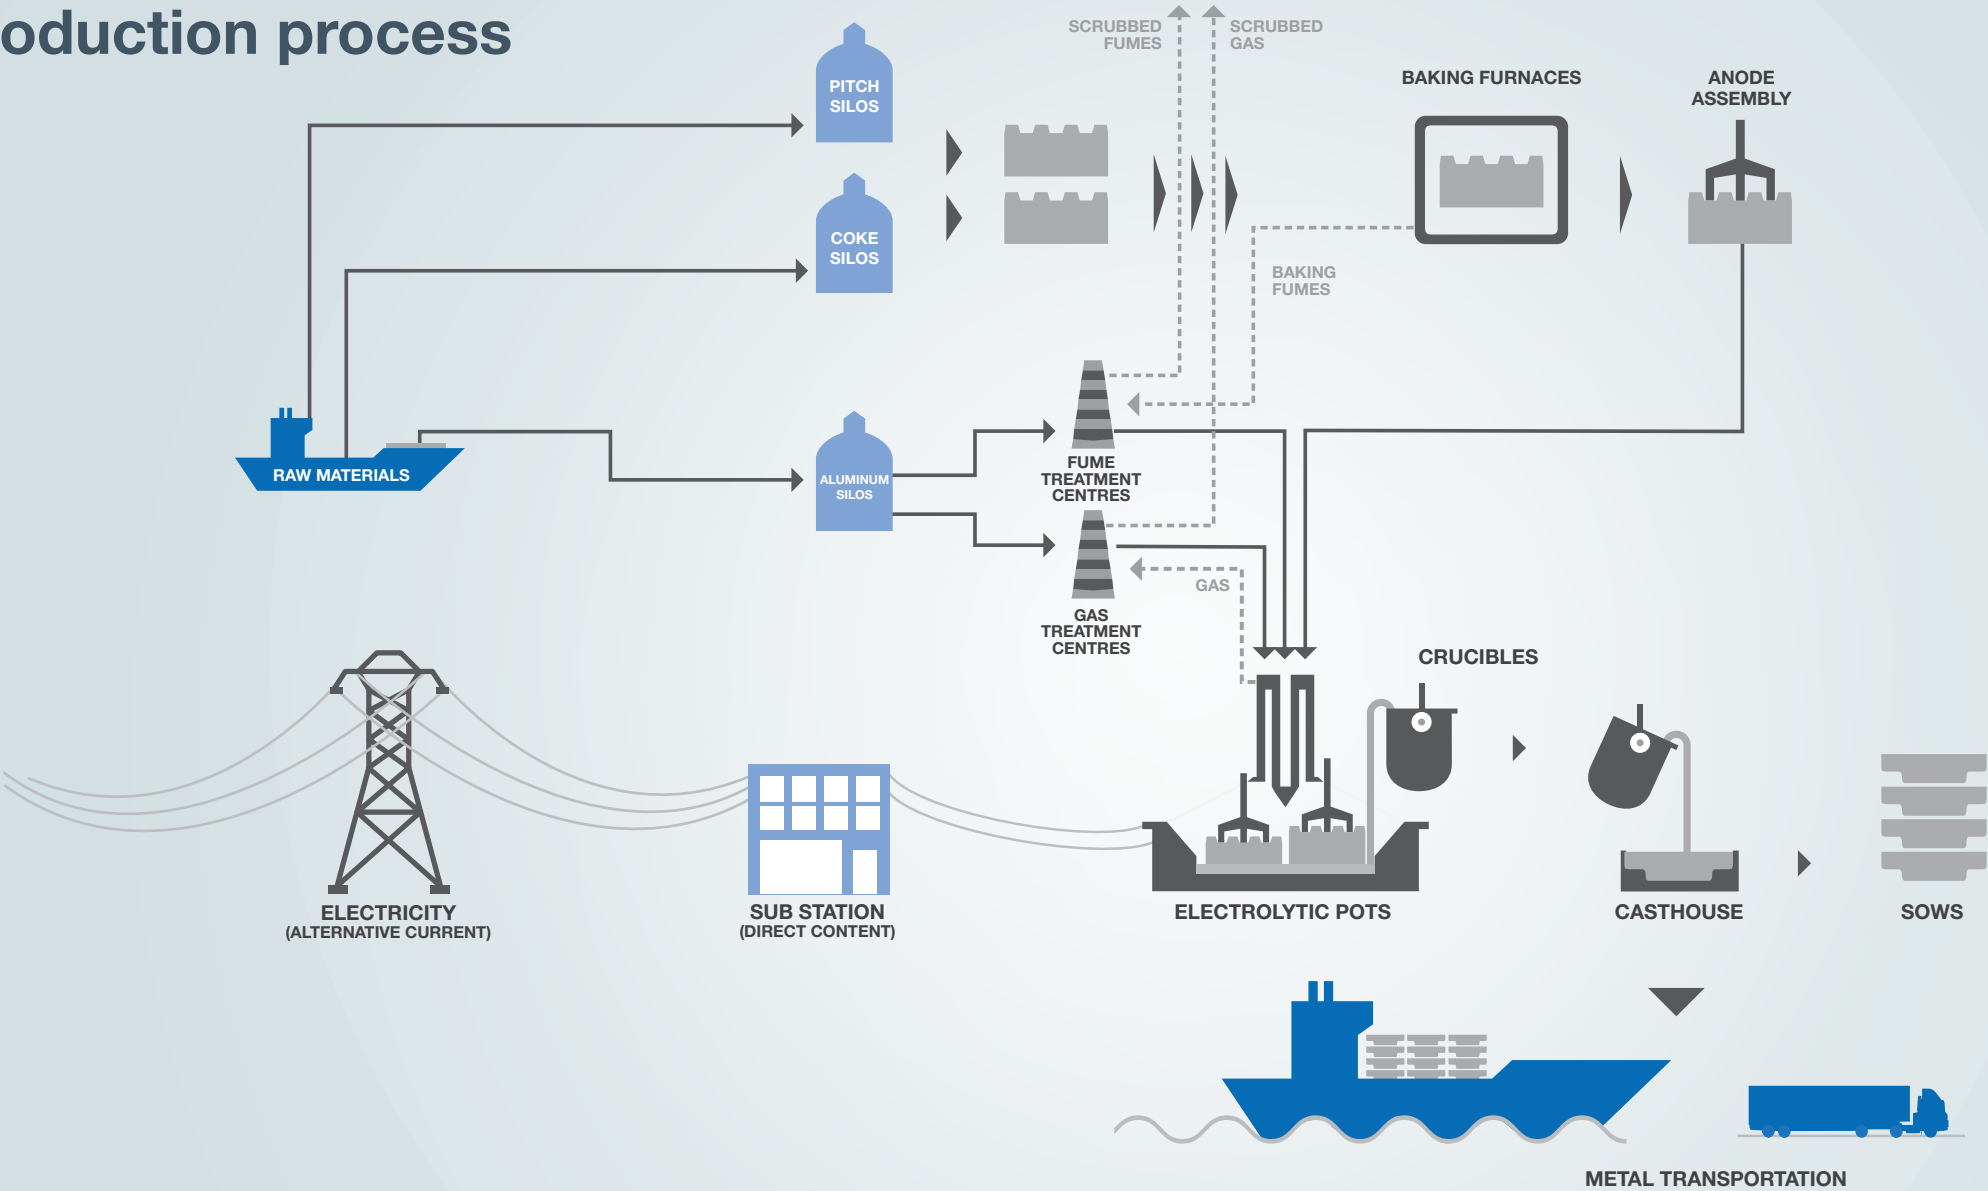 oduction process
SCRUBBED
FUMES
SCRUBBED
GAS
PITCH
SILOS
BAKING FURNACES
ANODE
ASSEMBLY
COKE
SILOS
BAKING
FUMES
RAW MATERIALS
ALUMINUM
SILOS
FUME
TREATMENT
CENTRES
GAS
GAS
TREATMENT
CENTRES
CRUCIBLES
ELECTRICITY
(ALTERNATIVE CURRENT)
SUB STATION
(DIRECT CONTENT)
ELECTROLYTIC POTS
CASTHOUSE
SOWS
METAL TRANSPORTATION